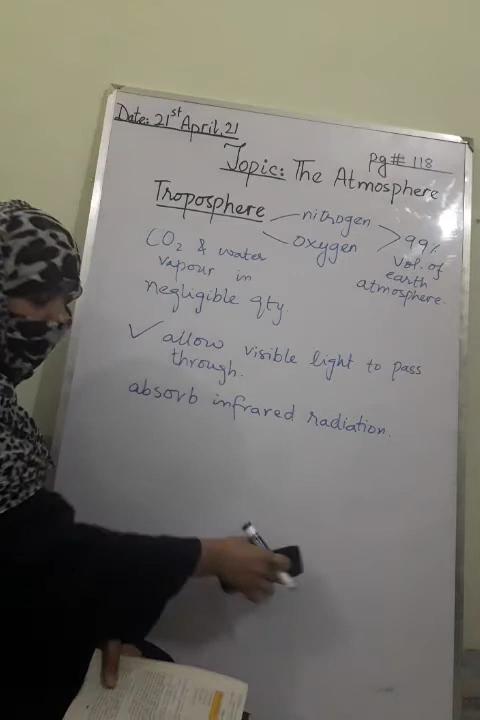 Date: 21st April, 21
pg# 118
Topic: The Atmosphere
Troposphere
nitrogen
oxygen
99%
Vol. of
earth
atmosphere.
CO2 & water
vapour in
negligible qty.
✓ allow visible light to pass
through.
absorb infrared radiation.